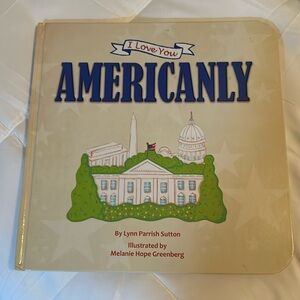 I Love You
AMERICANLY
By Lynn Parrish Sutton
Illustrated by
Melanie Hope Greenberg